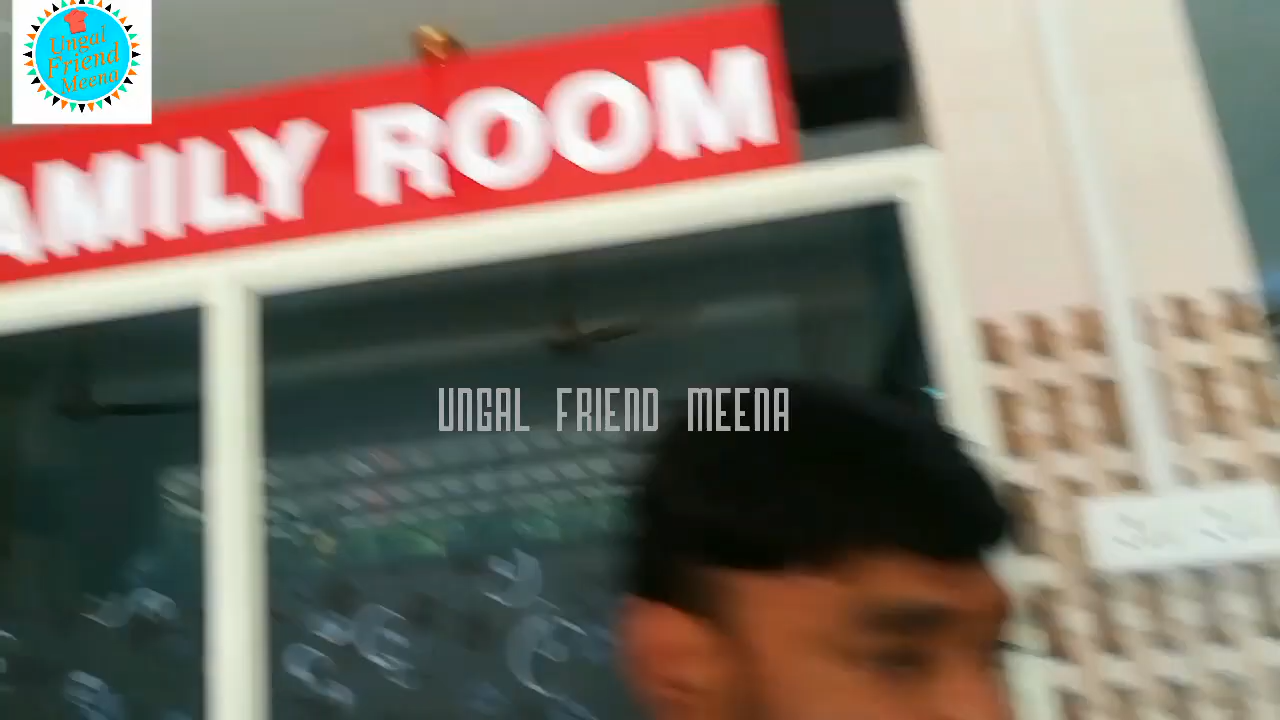 Ungal
Friend
Meena
AMILY ROOM
UNGAL FRIEND MEENA